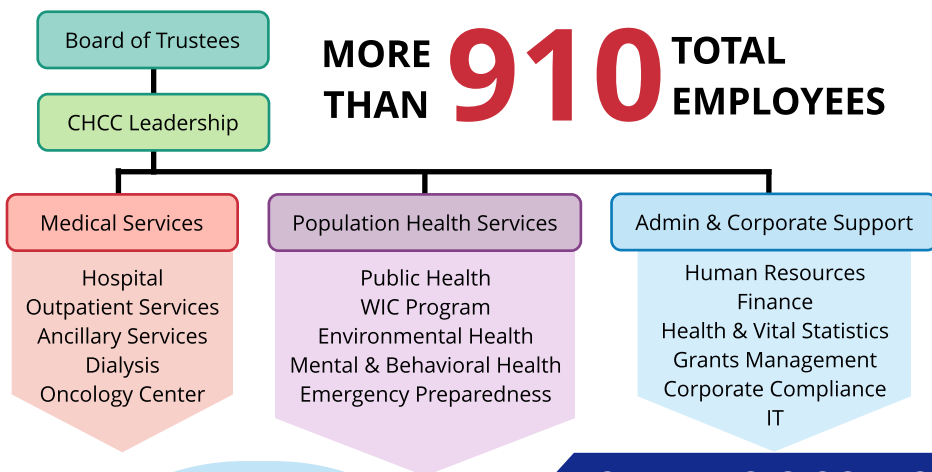 Board of Trustees
CHCC Leadership
MORE THAN
910
TOTAL EMPLOYEES
Medical Services
Hospital
Outpatient Services
Ancillary Services
Dialysis
Oncology Center
Population Health Services
Public Health
WIC Program
Environmental Health
Mental & Behavioral Health
Emergency Preparedness
Admin & Corporate Support
Human Resources
Finance
Health & Vital Statistics
Grants Management
Corporate Compliance
IT